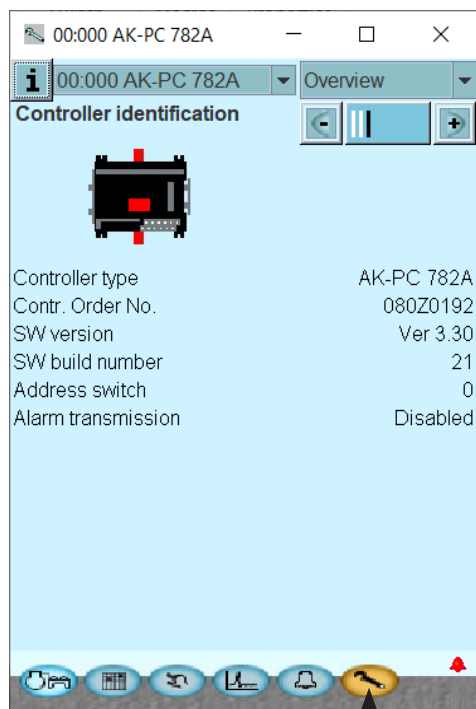 00:000 AK-PC 782A
i 00:000 AK-PC 782A Overview
Controller identification
Controller type AK-PC 782A
Contr. Order No. 080Z0192
SW version Ver 3.30
SW build number 21
Address switch 0
Alarm transmission Disabled